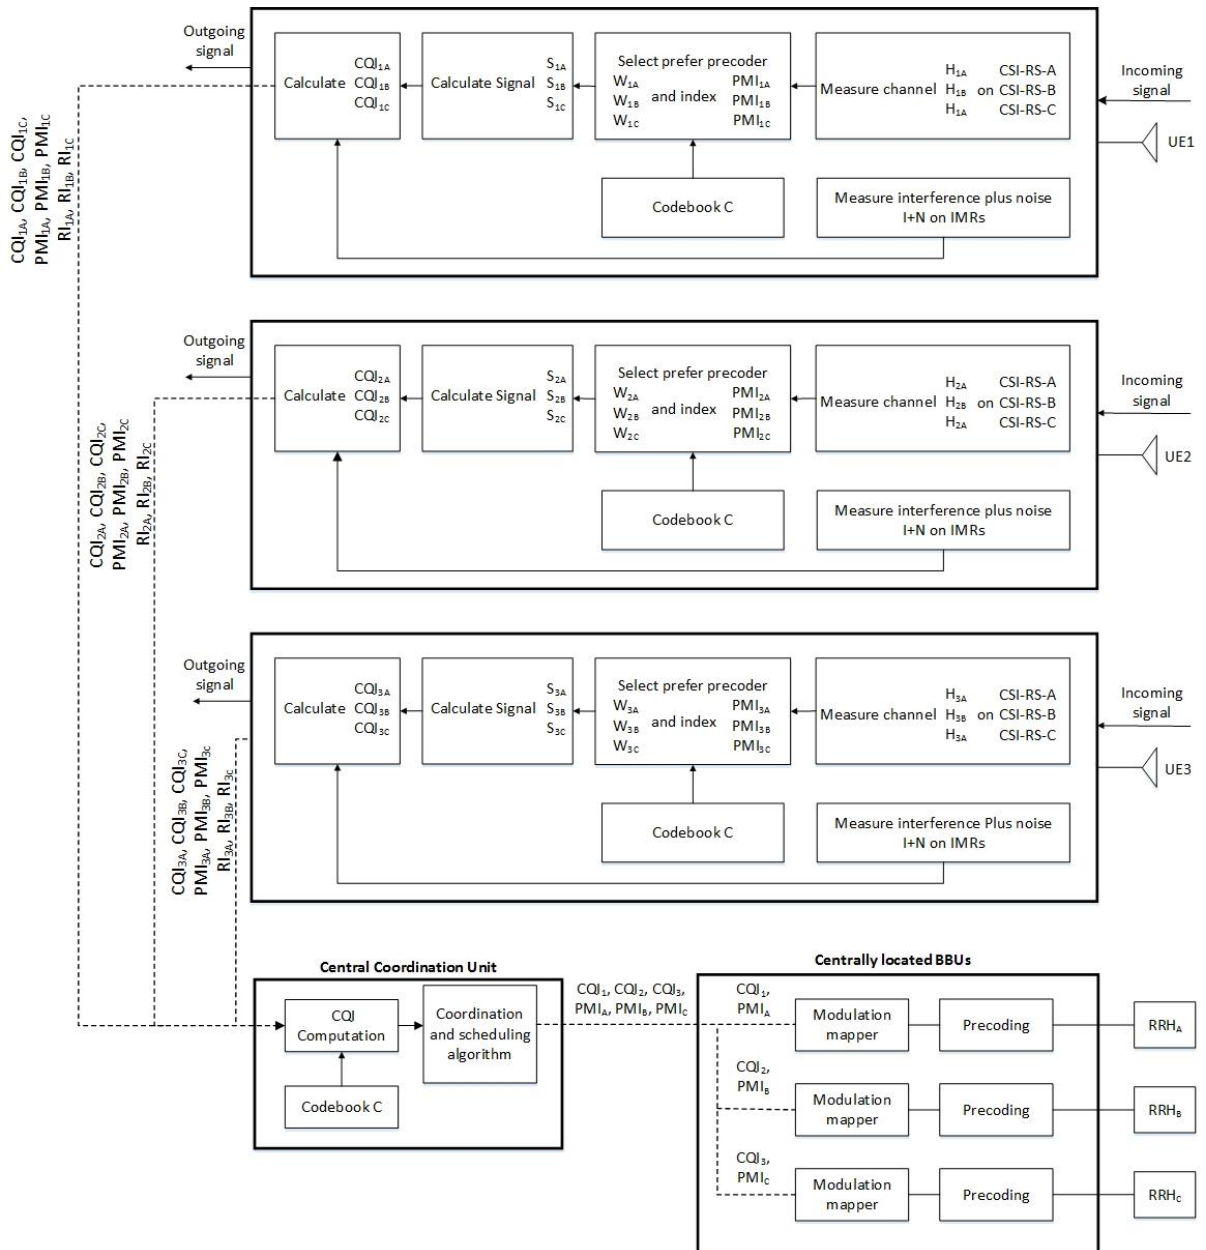 Outgoing signal
Calculate CQI1A CQI1B CQI1C
Calculate Signal S1A S1B S1C
Select prefer precoder
W1A W1B W1C and index PMI1A PMI1B PMI1C
Measure channel H1A H1B H1A on CSI-RS-A CSI-RS-B CSI-RS-C
Incoming signal
UE1
Codebook C
Measure interference plus noise
I+N on IMRs
CQI1A, CQI1B, CQI1C,
PMI1A, PMI1B, PMI1C
RI1A, RI1B, RI1C
Outgoing signal
Calculate CQI2A CQI2B CQI2C
Calculate Signal S2A S2B S2C
Select prefer precoder
W2A W2B W2C and index PMI2A PMI2B PMI2C
Measure channel H2A H2B H2A on CSI-RS-A CSI-RS-B CSI-RS-C
Incoming signal
UE2
Codebook C
Measure interference plus noise
I+N on IMRs
CQI2A, CQI2B, CQI2C,
PMI2A, PMI2B, PMI2C
RI2A, RI2B, RI2C
Outgoing signal
Calculate CQI3A CQI3B CQI3C
Calculate Signal S3A S3B S3C
Select prefer precoder
W3A W3B W3C and index PMI3A PMI3B PMI3C
Measure channel H3A H3B H3A on CSI-RS-A CSI-RS-B CSI-RS-C
Incoming signal
UE3
Codebook C
Measure interference Plus noise
I+N on IMRs
CQI3A, CQI3B, CQI3C,
PMI3A, PMI3B, PMI3c
RI3A, RI3B, RI3c
Central Coordination Unit
CQI
Computation
Coordination
and scheduling
algorithm
Codebook C
CQI1, CQI2, CQI3,
PMIA, PMIB, PMIC
Centrally located BBUs
CQI1,
PMIA
Modulation
mapper
Precoding
RRHA
CQI2,
PMIB
Modulation
mapper
Precoding
RRHB
CQI3,
PMIC
Modulation
mapper
Precoding
RRHC